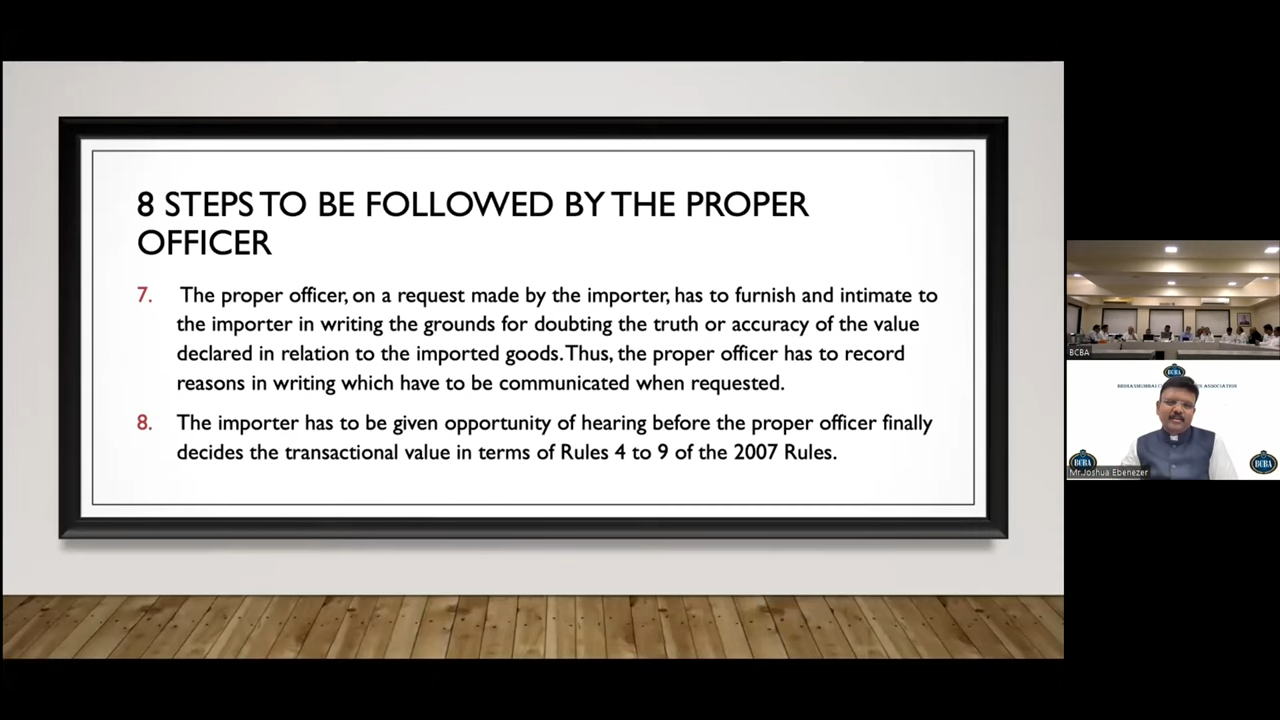 8 STEPS TO BE FOLLOWED BY THE PROPER
OFFICER
7. The proper officer, on a request made by the importer, has to furnish and intimate to
the importer in writing the grounds for doubting the truth or accuracy of the value
declared in relation to the imported goods. Thus, the proper officer has to record
reasons in writing which have to be communicated when requested.
8. The importer has to be given opportunity of hearing before the proper officer finally
decides the transactional value in terms of Rules 4 to 9 of the 2007 Rules.
BCBA
BCBA
ASSOCIATION
BCBA
BCBA
Mr.Joshua Ebenezer